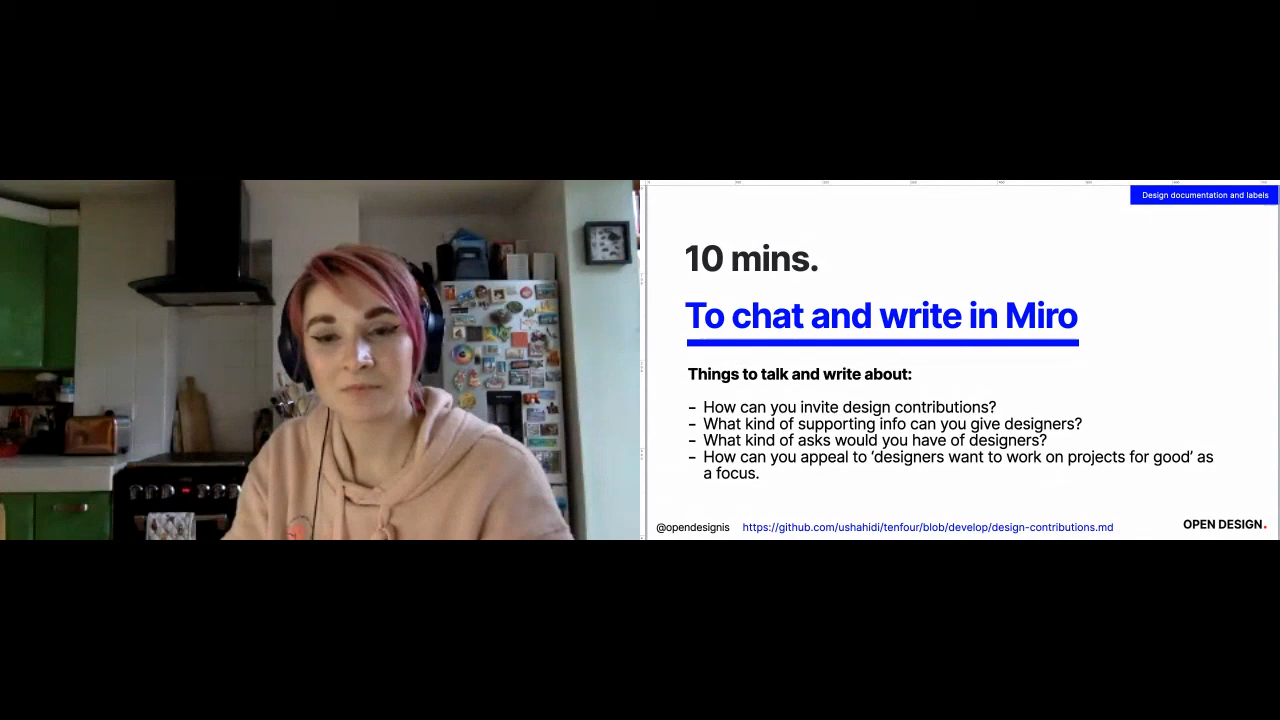 Design documentation and labels
10 mins.
To chat and write in Miro
Things to talk and write about:
- How can you invite design contributions?
- What kind of supporting info can you give designers?
- What kind of asks would you have of designers?
- How can you appeal to ‘designers want to work on projects for good’ as
a focus.
@opendesignis https://github.com/ushahidi/tenfour/blob/develop/design-contributions.md OPEN DESIGN.